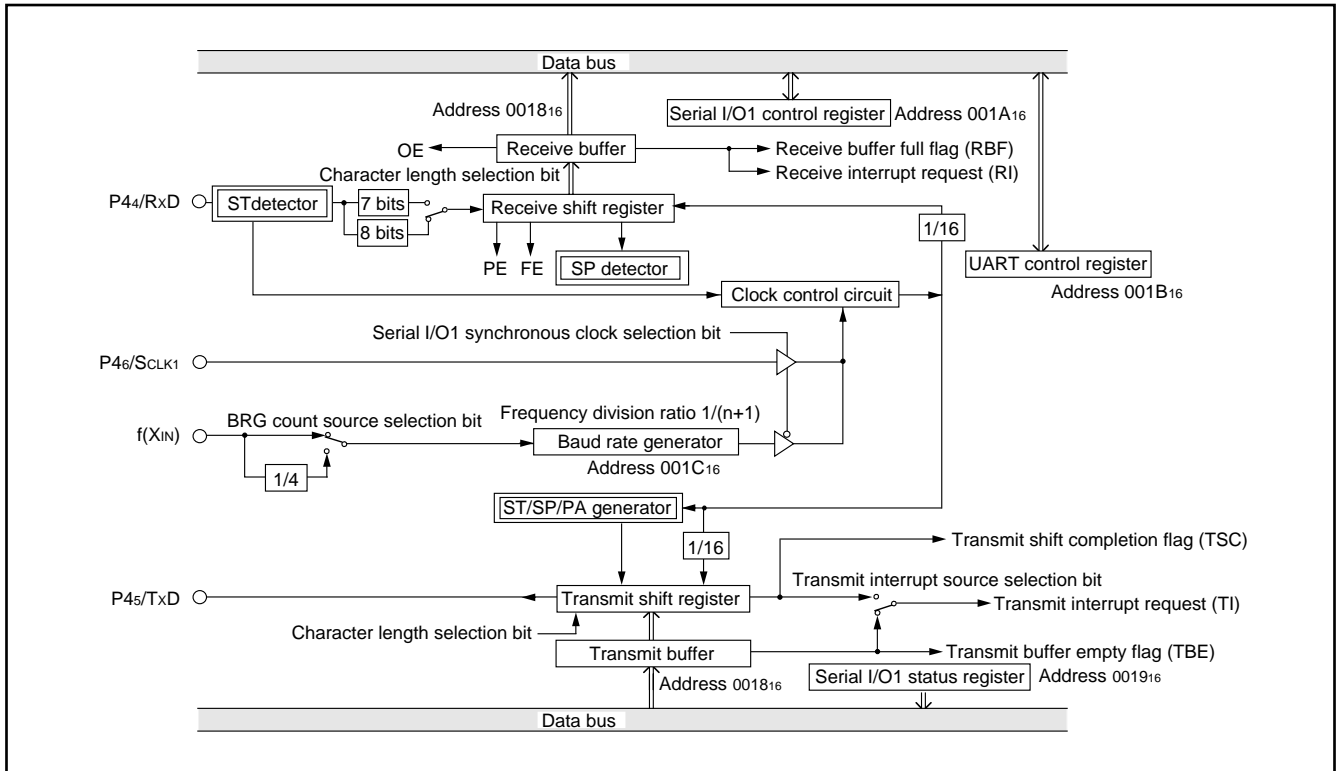 Data bus
Address 001816
Serial I/O1 control register Address 001A16
OE
Receive buffer
Receive buffer full flag (RBF)
Receive interrupt request (RI)
Character length selection bit
P44/RXD
STdetector
7 bits
8 bits
Receive shift register
1/16
PE FE
SP detector
UART control register
Address 001B16
Clock control circuit
Serial I/O1 synchronous clock selection bit
P46/SCLK1
BRG count source selection bit
Frequency division ratio 1/(n+1)
f(XIN)
Baud rate generator
Address 001C16
1/4
ST/SP/PA generator
1/16
Transmit shift completion flag (TSC)
Transmit interrupt source selection bit
P45/TXD
Transmit shift register
Transmit interrupt request (TI)
Character length selection bit
Transmit buffer
Transmit buffer empty flag (TBE)
Address 001816
Serial I/O1 status register Address 001916
Data bus